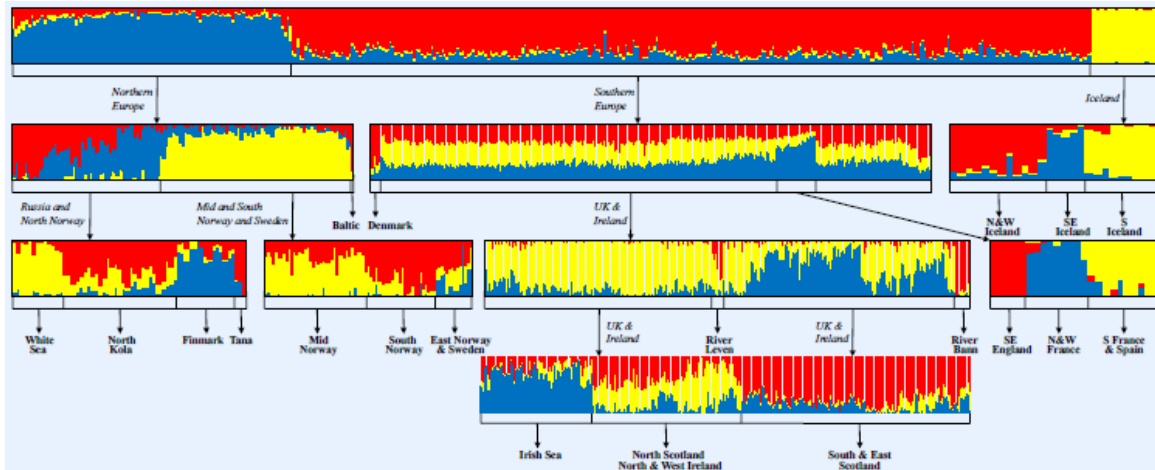 Northern
Europe
Southern
Europe
Iceland
Russia and
North Norway
Mid and South
Norway and Sweden
Baltic
Denmark
UK &
Ireland
N&W
Iceland
SE
Iceland
S
Iceland
White
Sea
North
Kola
Finmark
Tana
Mid
Norway
South
Norway
East Norway
& Sweden
UK &
Ireland
River
Leven
UK &
Ireland
River
Bann
SE
England
N&W
France
S France
& Spain
Irish Sea
North Scotland
North & West Ireland
South & East
Scotland